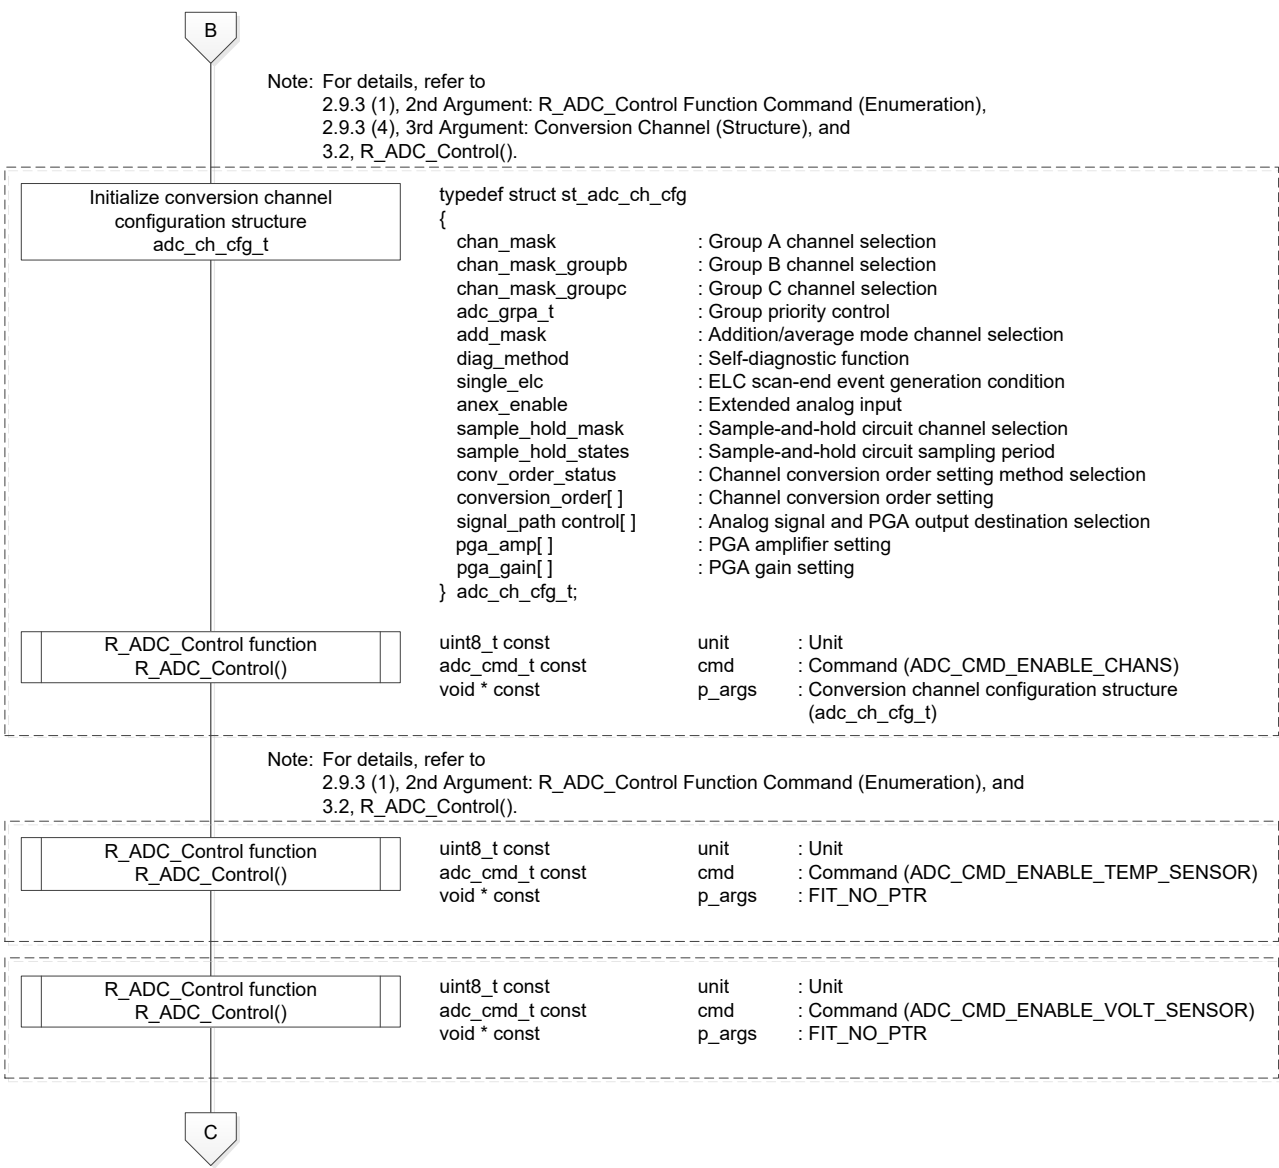 B
Note: For details, refer to
2.9.3 (1), 2nd Argument: R_ADC_Control Function Command (Enumeration),
2.9.3 (4), 3rd Argument: Conversion Channel (Structure), and
3.2, R_ADC_Control().
Initialize conversion channel
configuration structure
adc_ch_cfg_t
typedef struct st_adc_ch_cfg
{
chan_mask : Group A channel selection
chan_mask_groupb : Group B channel selection
chan_mask_groupc : Group C channel selection
adc_grpa_t : Group priority control
add_mask : Addition/average mode channel selection
diag_method : Self-diagnostic function
single_elc : ELC scan-end event generation condition
anex_enable : Extended analog input
sample_hold_mask : Sample-and-hold circuit channel selection
sample_hold_states : Sample-and-hold circuit sampling period
conv_order_status : Channel conversion order setting method selection
conversion_order[ ] : Channel conversion order setting
signal_path control[ ] : Analog signal and PGA output destination selection
pga_amp[ ] : PGA amplifier setting
pga_gain[ ] : PGA gain setting
} adc_ch_cfg_t;
R_ADC_Control function
R_ADC_Control()
uint8_t const unit : Unit
adc_cmd_t const cmd : Command (ADC_CMD_ENABLE_CHANS)
void * const p_args : Conversion channel configuration structure
(adc_ch_cfg_t)
Note: For details, refer to
2.9.3 (1), 2nd Argument: R_ADC_Control Function Command (Enumeration), and
3.2, R_ADC_Control().
R_ADC_Control function
R_ADC_Control()
uint8_t const unit : Unit
adc_cmd_t const cmd : Command (ADC_CMD_ENABLE_TEMP_SENSOR)
void * const p_args : FIT_NO_PTR
R_ADC_Control function
R_ADC_Control()
uint8_t const unit : Unit
adc_cmd_t const cmd : Command (ADC_CMD_ENABLE_VOLT_SENSOR)
void * const p_args : FIT_NO_PTR
C